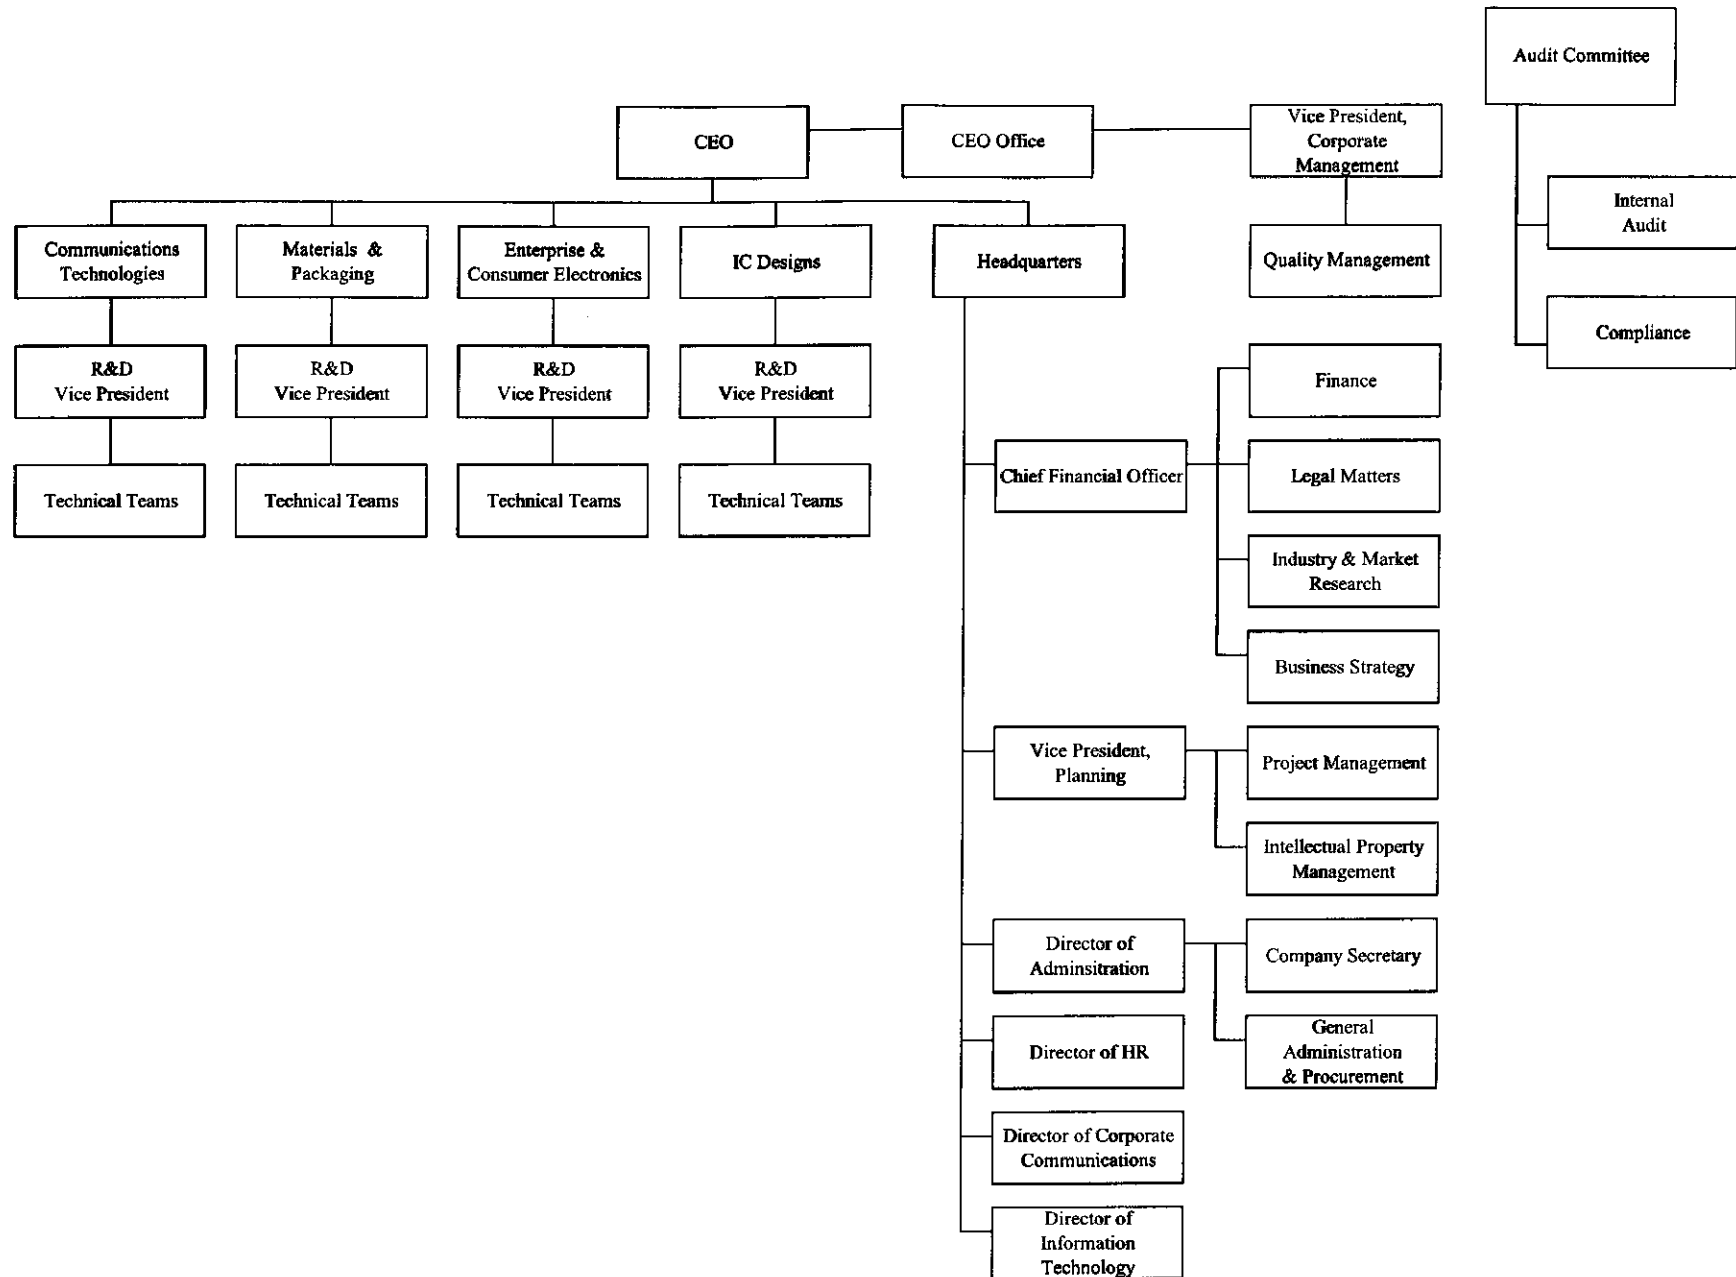 Audit Committee
CEO
CEO Office
Vice President,
Corporate
Management
Internal
Audit
Communications
Technologies
Materials & 
Packaging
Enterprise &
Consumer Electronics
IC Designs
Headquarters
Quality Management
Compliance
R&D
Vice President
R&D
Vice President
R&D
Vice President
R&D
Vice President
Finance
Technical Teams
Technical Teams
Technical Teams
Technical Teams
Chief Financial Officer
Legal Matters
Industry & Market
Research
Business Strategy
Vice President,
Planning
Project Management
Intellectual Property
Management
Director of
Adminsitration
Company Secretary
Director of HR
General
Administration
& Procurement
Director of Corporate
Communications
Director of
Information
Technology